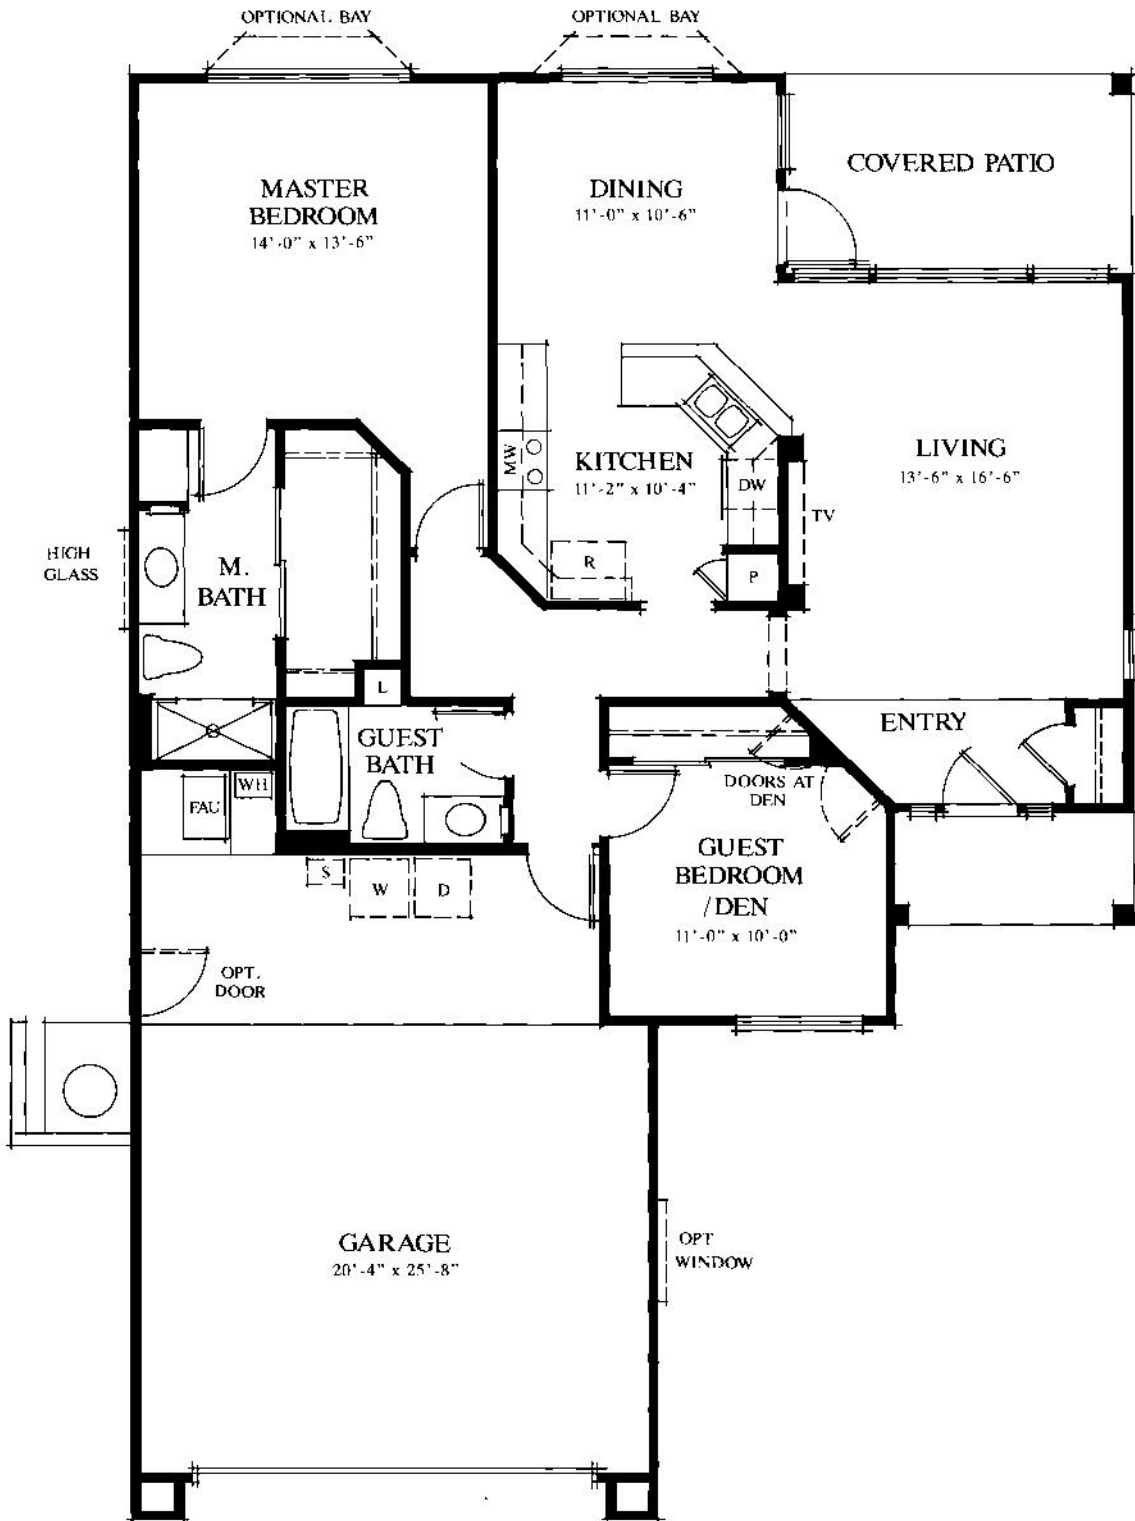 OPTIONAL BAY
OPTIONAL BAY
MASTER
BEDROOM
14'-0" x 13'-6"
DINING
11'-0" x 10'-6"
COVERED PATIO
MW
KITCHEN
11'-2" x 10'-4"
DW
LIVING
13'-6" x 16'-6"
TV
HIGH
GLASS
M.
BATH
R
P
L
ENTRY
GUEST
BATH
DOORS AT
DEN
FAU
WH
S
W
D
GUEST
BEDROOM
/DEN
11'-0" x 10'-0"
OPT.
DOOR
GARAGE
20'-4" x 25'-8"
OPT
WINDOW